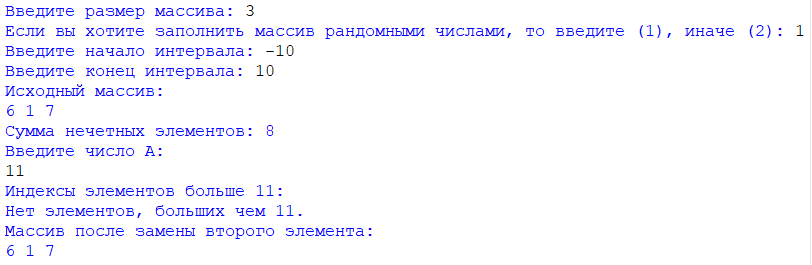 Введите размер массива: 3
Если вы хотите заполнить массив рандомными числами, то введите (1), иначе (2): 1
Введите начало интервала: -10
Введите конец интервала: 10
Исходный массив:
6 1 7
Сумма нечетных элементов: 8
Введите число A:
11
Индексы элементов больше 11:
Нет элементов, больших чем 11.
Массив после замены второго элемента:
6 1 7